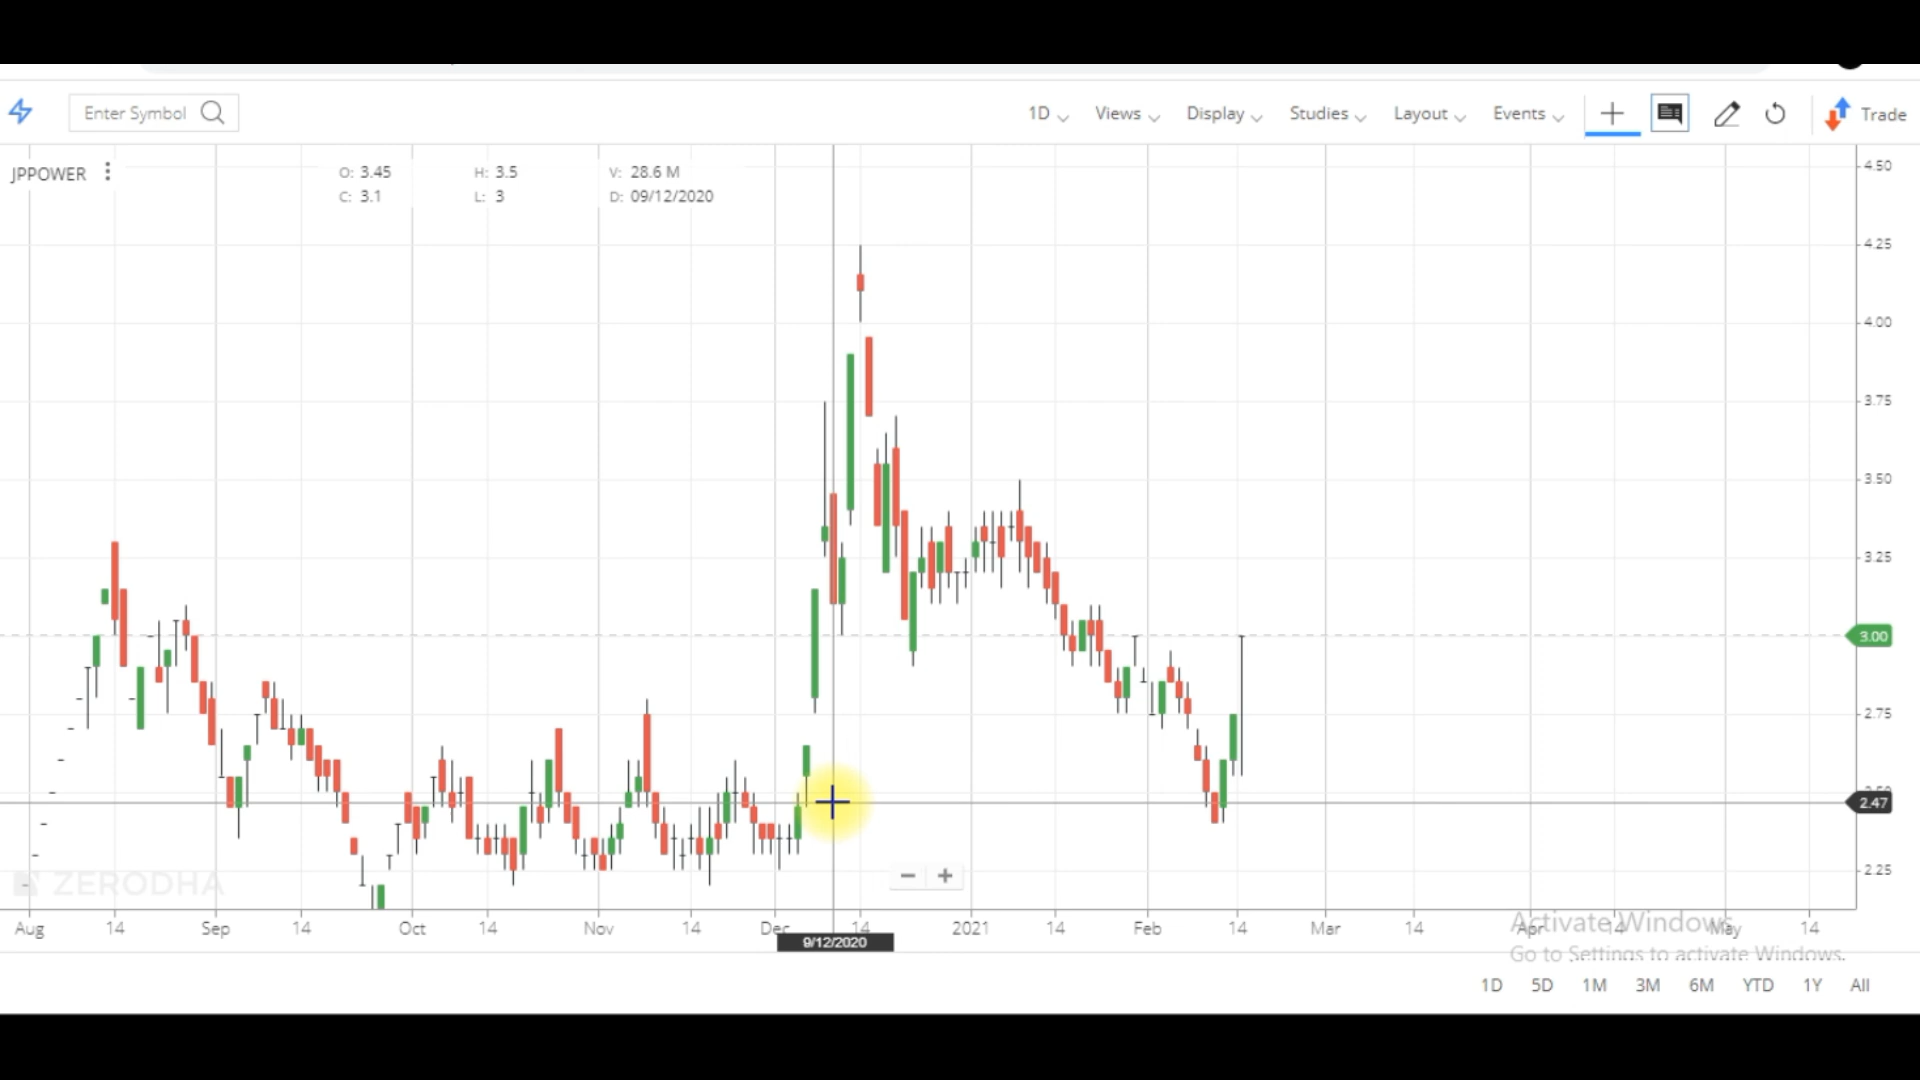 Enter Symbol 1D Views Display Studies Layout Events Trade
JPPOWER O: 3.45 H: 3.5 V: 28.6 M
C: 3.1 L: 3 D: 09/12/2020
4.50
4.25
4.00
3.75
3.50
3.25
3.00
2.75
2.50
2.47
2.25
ZERODHA
Aug 14 Sep 14 Oct 14 Nov 14 Dec 14 2021 14 Feb 14 Mar 14 Apr 14 May 14
9/12/2020
Activate Windows
Go to Settings to activate Windows.
1D 5D 1M 3M 6M YTD 1Y All